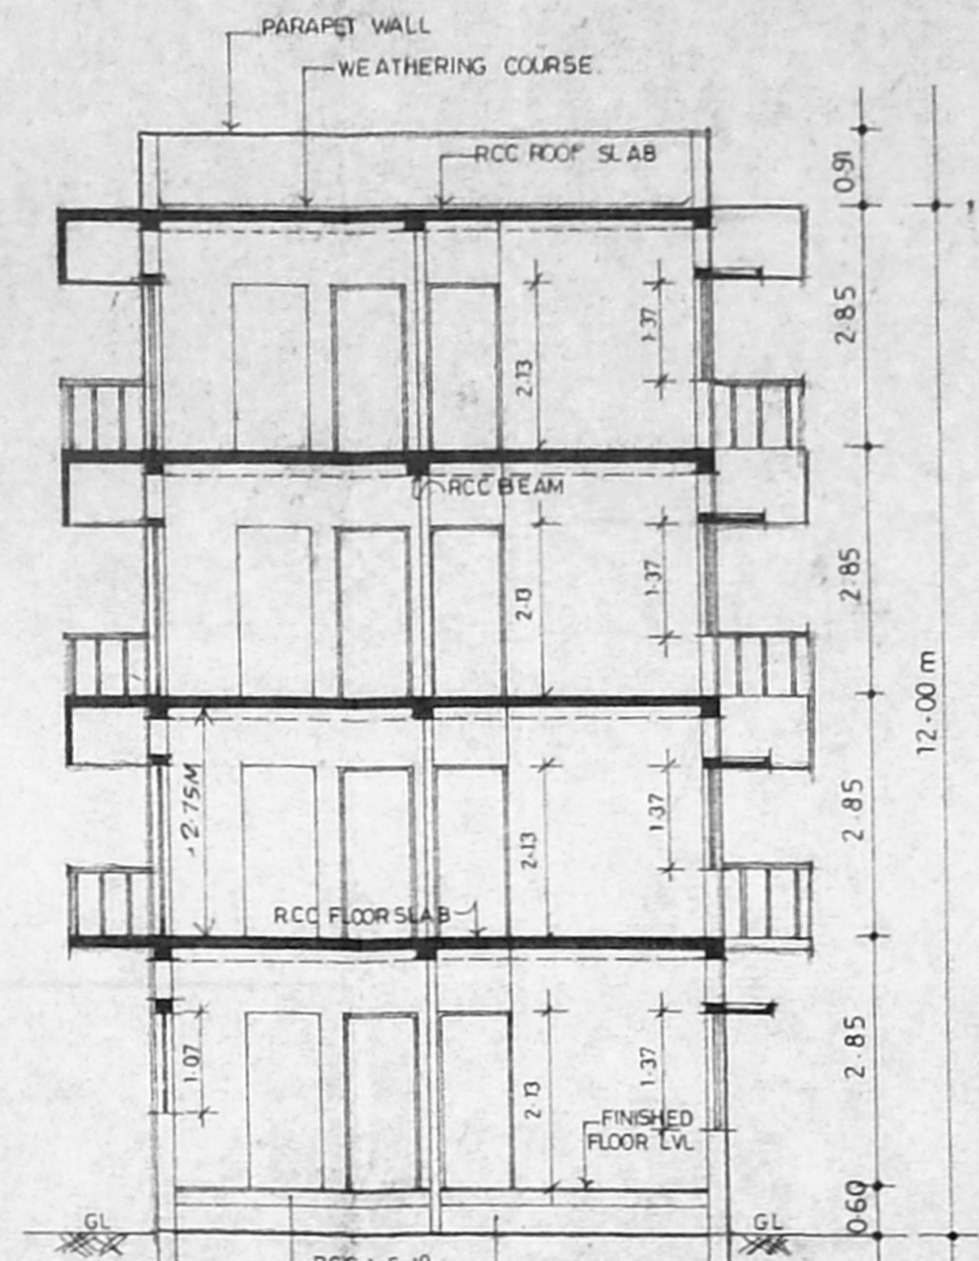 PARAPET WALL
WEATHERING COURSE
RCC ROOF SLAB
0.91
2.85
1.37
2.13
RCC BEAM
2.85
1.37
2.13
12.00 m
2.75M
2.85
1.37
2.13
RCC FLOOR SLAB
2.85
1.07
1.37
2.13
FINISHED
FLOOR LVL
0.60
GL
GL